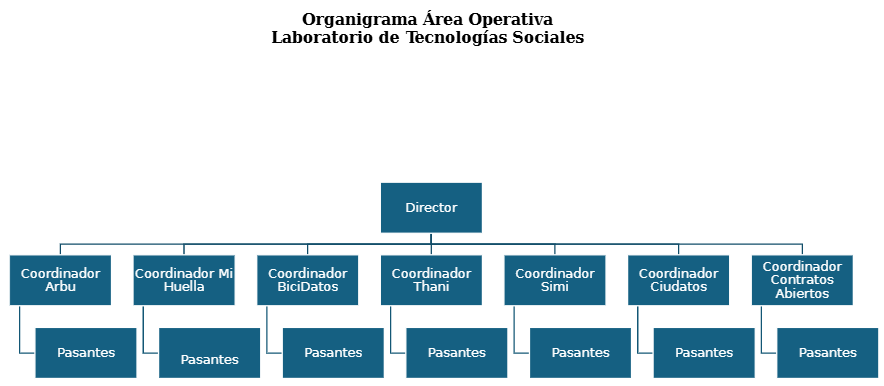 Organigrama Área Operativa
Laboratorio de Tecnologías Sociales
Director
Coordinador
Arbu
Coordinador Mi
Huella
Coordinador
BiciDatos
Coordinador
Thani
Coordinador
Simi
Coordinador
Ciudatos
Coordinador
Contratos
Abiertos
Pasantes
Pasantes
Pasantes
Pasantes
Pasantes
Pasantes
Pasantes